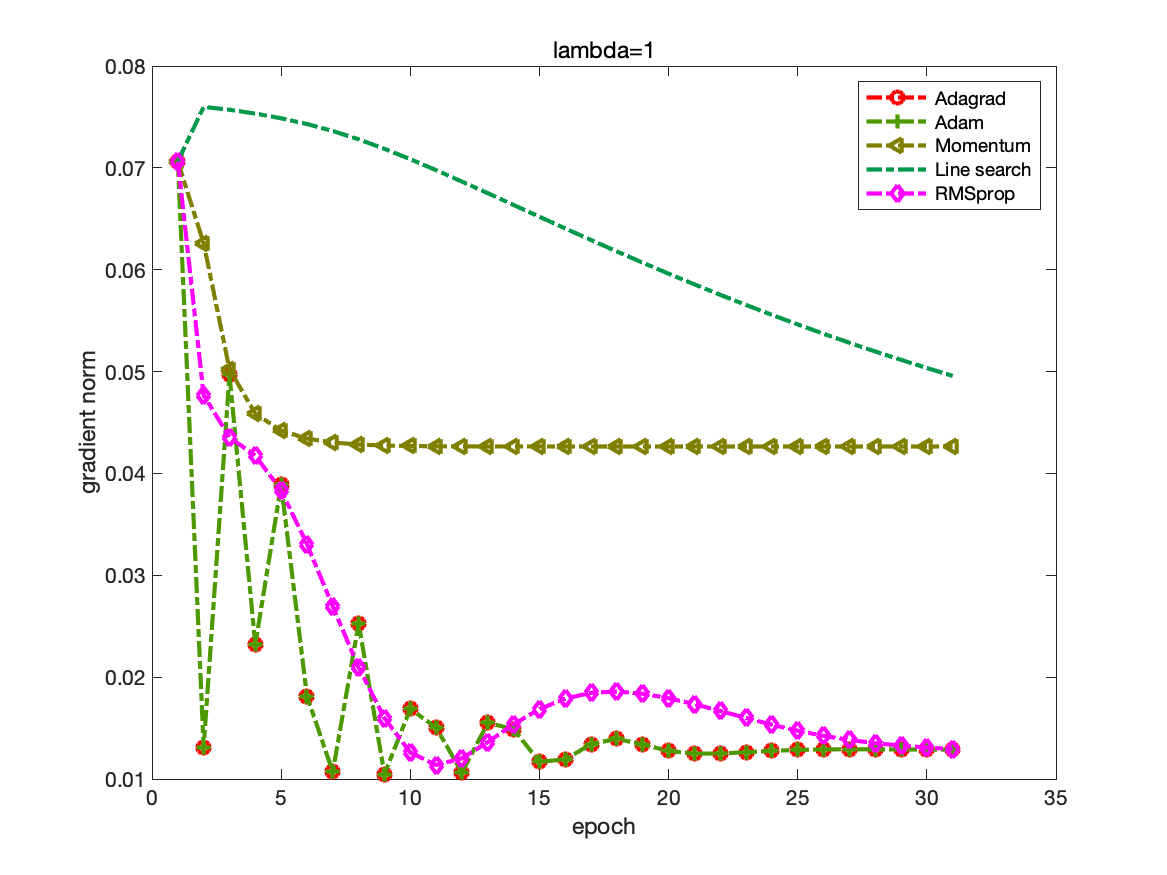 lambda=1
0.08
0.07
0.06
0.05
0.04
0.03
0.02
0.01
gradient norm
0 5 10 15 20 25 30 35
epoch
Adagrad
Adam
Momentum
Line search
RMSprop